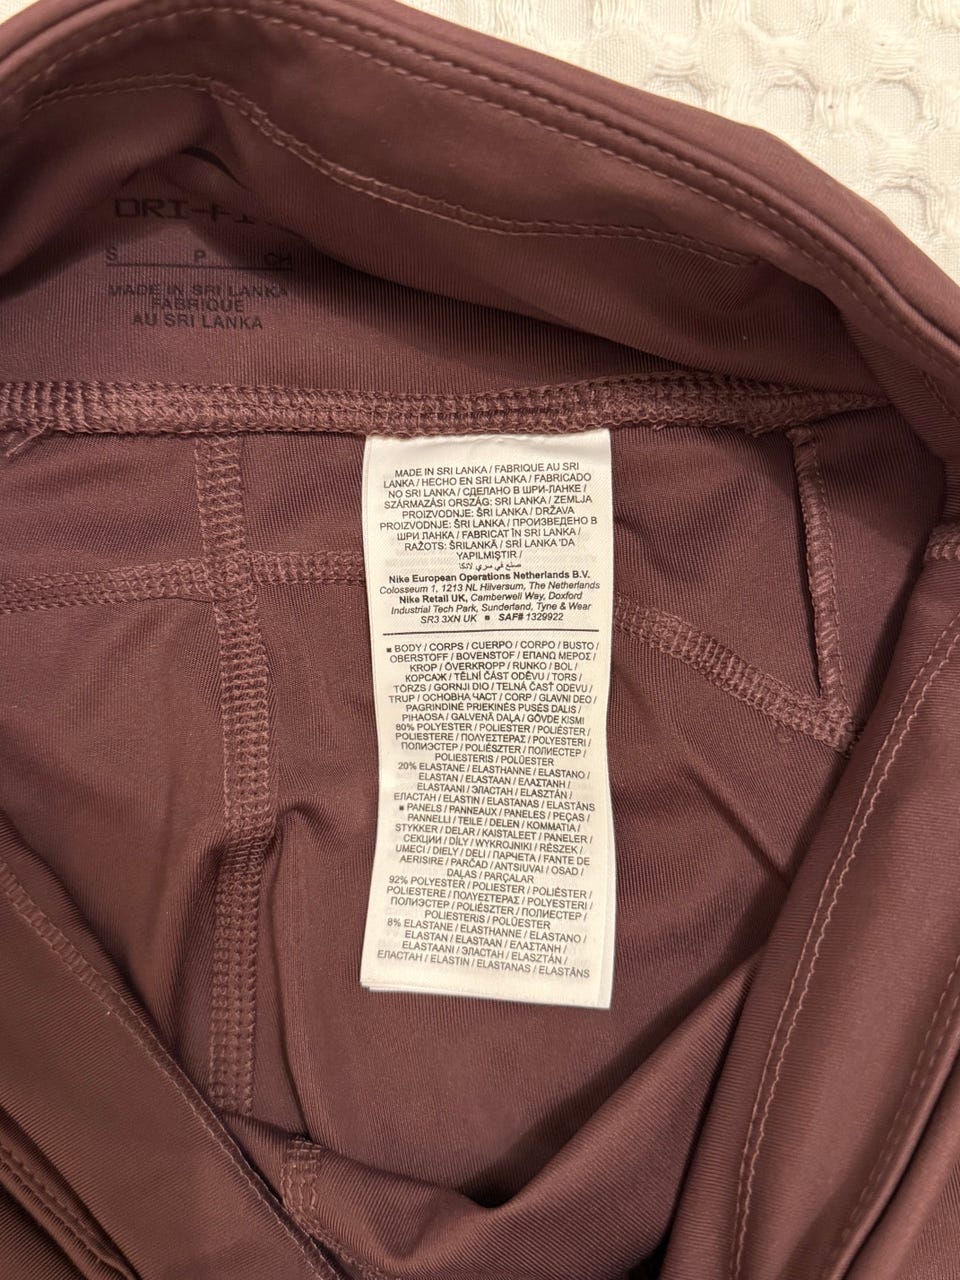 DRI-FI
S P CH
MADE IN SRI LANKA
FABRIQUE
AU SRI LANKA
MADE IN SRI LANKA / FABRIQUE AU SRI
LANKA / HECHO EN SRI LANKA / FABRICADO
NO SRI LANKA / СДЕЛАНО В ШРИ-ЛАНКЕ /
SZÁRMAZÁSI ORSZÁG: SRI LANKA / ZEMLJA
PROIZVODNJE: ŠRI LANKA / DRŽAVA
PROIZVODNJE: ŠRI LANKA / ПРОИЗВЕДЕНО В
ШРИ ЛАНКА / FABRICAT ÎN SRI LANKA /
RAŽOTS: ŠRILANKĀ / SRİ LANKA 'DA
YAPILMIŞTIR /
صنع في سري لانكا
Nike European Operations Netherlands B.V.
Colosseum 1, 1213 NL Hilversum, The Netherlands
Nike Retail UK, Camberwell Way, Doxford
Industrial Tech Park, Sunderland, Tyne & Wear
SR3 3XN UK ■ SAF# 1329922
■ BODY / CORPS / CUERPO / CORPO / BUSTO /
OBERSTOFF / BOVENSTOF / ΕΠΑΝΩ ΜΕΡΟΣ /
KROP / ÖVERKROPP / RUNKO / BOL /
КОРСАЖ / TĚLNÍ ČÁST ODĚVU / TORS /
TÖRZS / GORNJI DIO / TELNÁ ČASŤ ODEVU /
TRUP / ОСНОВНА ЧАСТ / CORP / GLAVNI DEO /
PAGRINDINĖ PRIEKINĖS PUSĖS DALIS /
PIHAOSA / GALVENĀ DAĻA / GÖVDE KISMI
80% POLYESTER / POLIESTER / POLIÉSTER /
POLIESTERE / ΠΟΛΥΕΣΤΕΡΑΣ / POLYESTERI /
ПОЛИЭСТЕР / POLIÉSZTER / ПОЛИЕСТЕР /
POLIESTERIS / POLÜESTER
20% ELASTANE / ELASTHANNE / ELASTANO /
ELASTAN / ELASTAAN / ΕΛΑΣΤΑΝΗ /
ELASTAANI / ЭЛАСТАН / ELASZTÁN /
ЕЛАСТАН / ELASTIN / ELASTANAS / ELASTĀNS
■ PANELS / PANNEAUX / PANELES / PEÇAS /
PANNELLI / TEILE / DELEN / ΚΟΜΜΑΤΙΑ /
STYKKER / DELAR / KAISTALEET / PANELER /
СЕКЦИИ / DÍLY / WYKROJNIKI / RÉSZEK /
UMECI / DIELY / DELI / ПАРЧЕТА / FANTE DE
AERISIRE / PARČAD / ANTSIUVAI / OSAD /
DAĻAS / PARÇALAR
92% POLYESTER / POLIESTER / POLIÉSTER /
POLIESTERE / ΠΟΛΥΕΣΤΕΡΑΣ / POLYESTERI /
ПОЛИЭСТЕР / POLIÉSZTER / ПОЛИЕСТЕР /
POLIESTERIS / POLÜESTER
8% ELASTANE / ELASTHANNE / ELASTANO /
ELASTAN / ELASTAAN / ΕΛΑΣΤΑΝΗ /
ELASTAANI / ЭЛАСТАН / ELASZTÁN /
ЕЛАСТАН / ELASTIN / ELASTANAS / ELASTĀNS